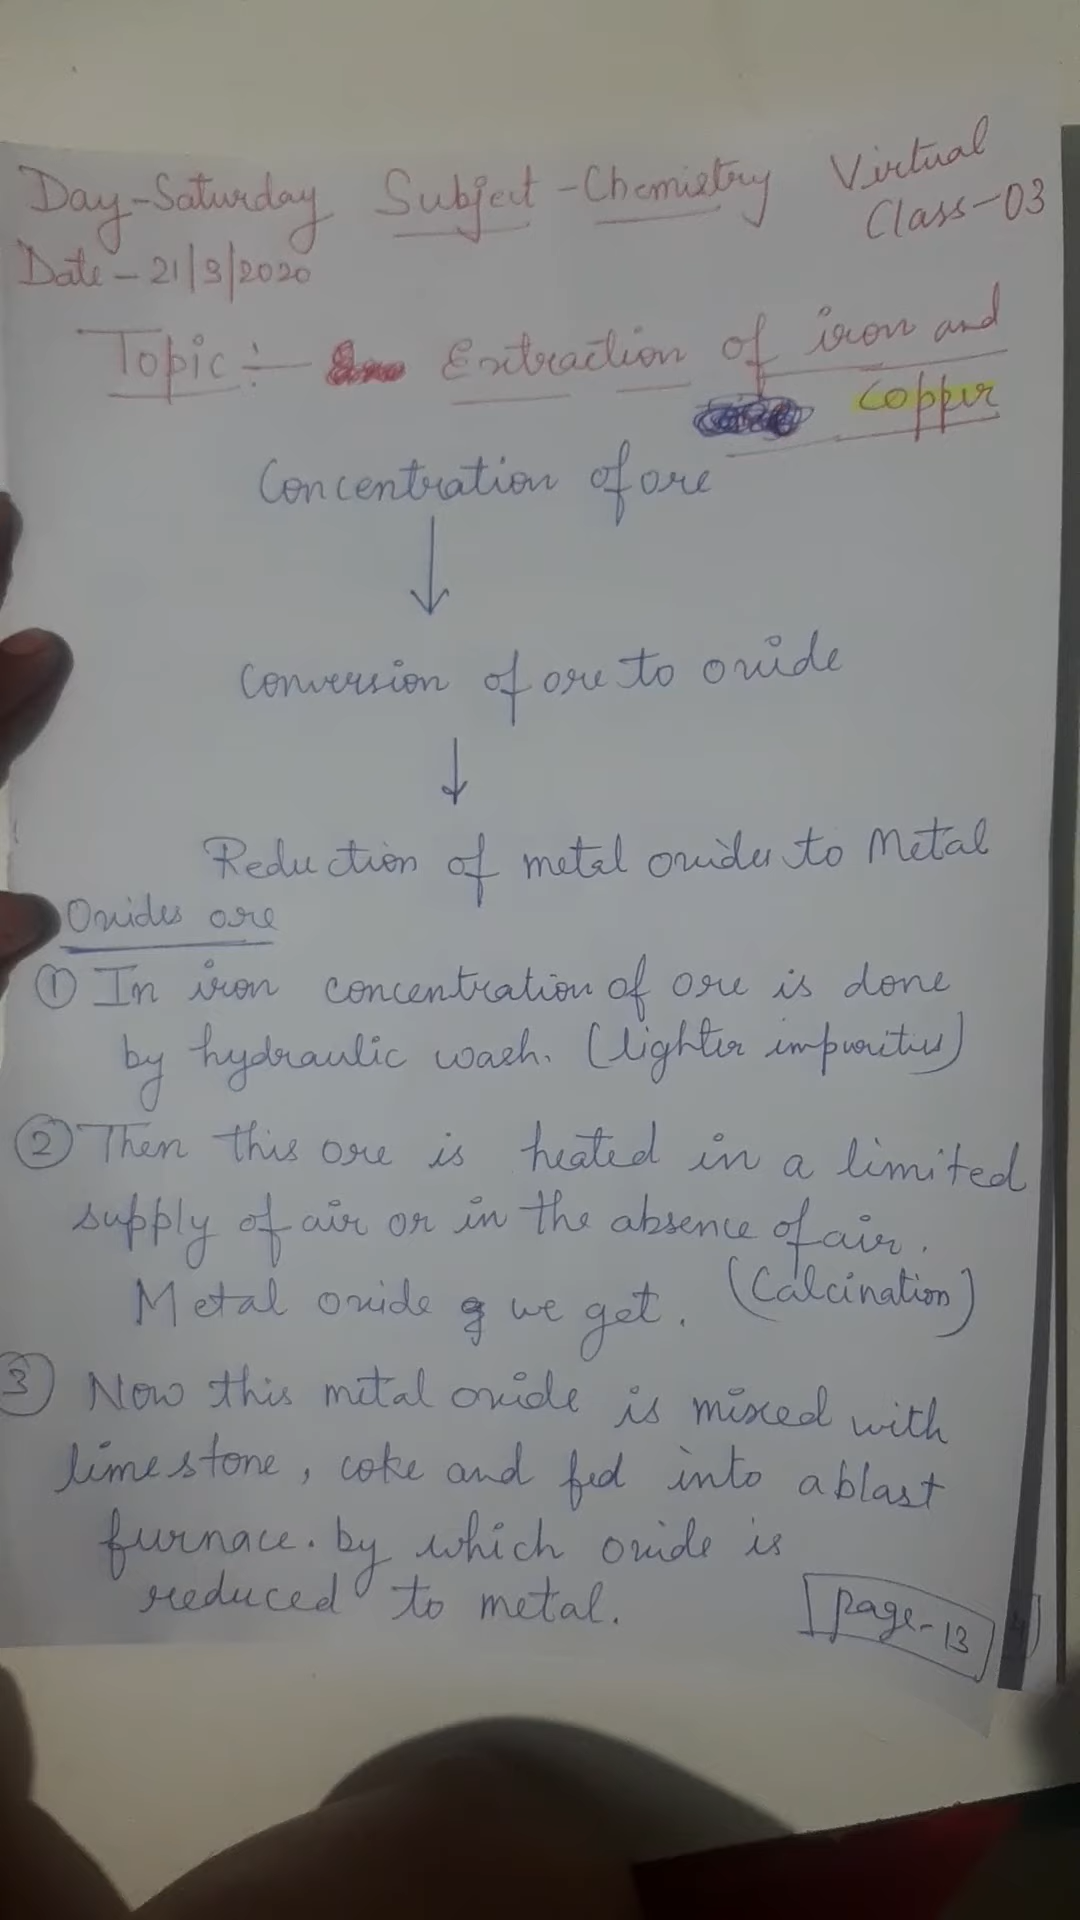 Day-Saturday Subject-Chemistry Virtual
Class-03
Date-21/3/2020
Topic:- Extraction of iron and
copper
Concentration of ore
↓
Conversion of ore to oxide
↓
Reduction of metal oxides to Metal
Oxides ore
① In iron concentration of ore is done
by hydraulic wash. (lighter impurities)
② Then this ore is heated in a limited
supply of air or in the absence of air.
Metal oxide we get. (Calcination)
③ Now this metal oxide is mixed with
limestone, coke and fed into a blast
furnace. by which oxide is
reduced to metal.
Page-13